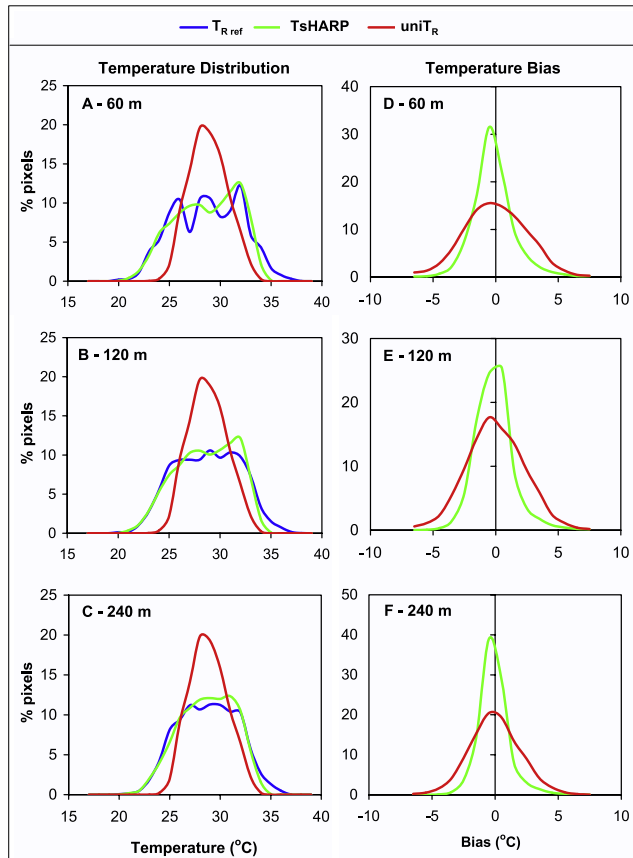 T_R ref TsHARP uniT_R
Temperature Distribution
Temperature Bias
A - 60 m
% pixels
25
20
15
10
5
0
15 20 25 30 35 40
D - 60 m
40
30
20
10
0
−10 −5 0 5 10
B - 120 m
% pixels
25
20
15
10
5
0
15 20 25 30 35 40
E - 120 m
30
20
10
0
−10 −5 0 5 10
C - 240 m
% pixels
25
20
15
10
5
0
15 20 25 30 35 40
Temperature (°C)
F - 240 m
50
40
30
20
10
0
−10 −5 0 5 10
Bias (°C)